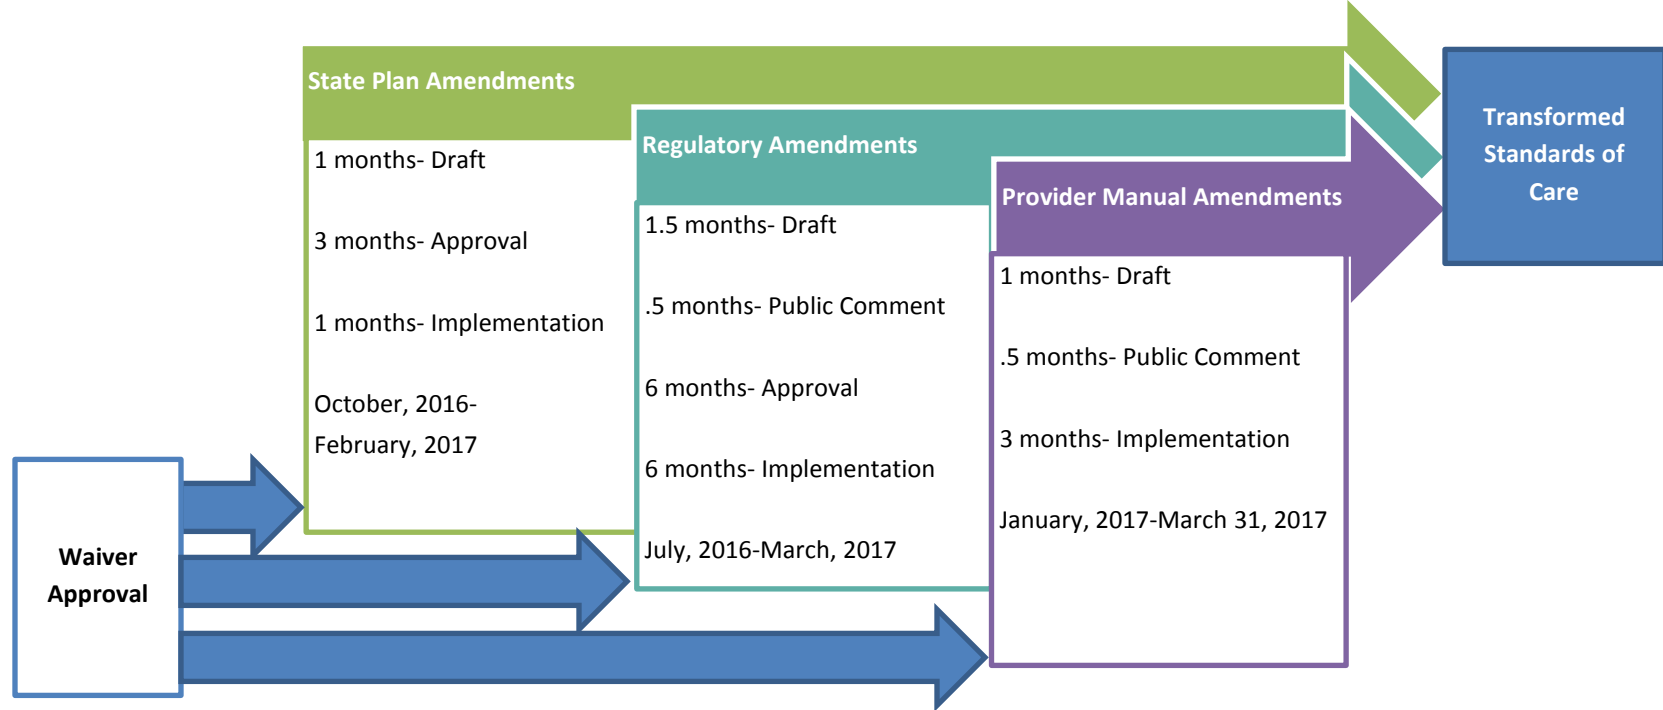 State Plan Amendments
1 months- Draft
3 months- Approval
1 months- Implementation
October, 2016-
February, 2017
Regulatory Amendments
1.5 months- Draft
.5 months- Public Comment
6 months- Approval
6 months- Implementation
July, 2016-March, 2017
Provider Manual Amendments
1 months- Draft
.5 months- Public Comment
3 months- Implementation
January, 2017-March 31, 2017
Transformed
Standards of
Care
Waiver
Approval